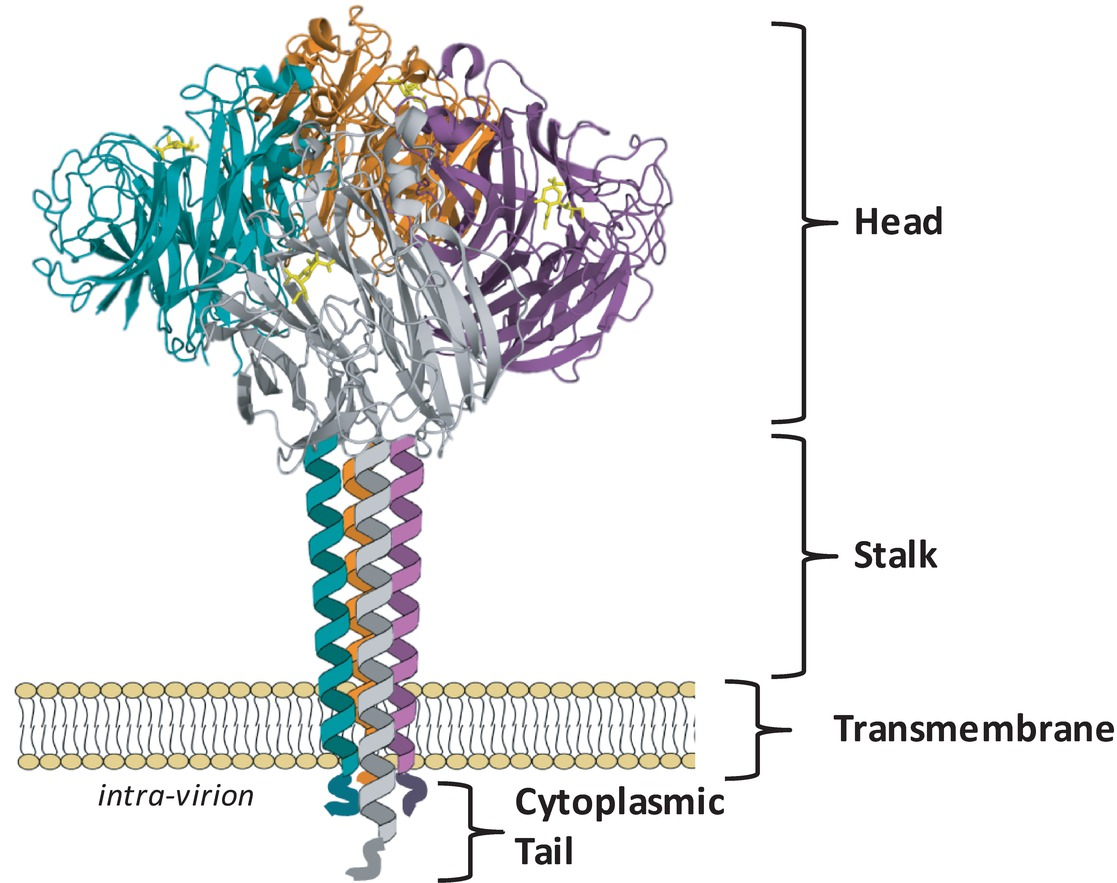 Head
Stalk
Transmembrane
intra-virion
Cytoplasmic
Tail